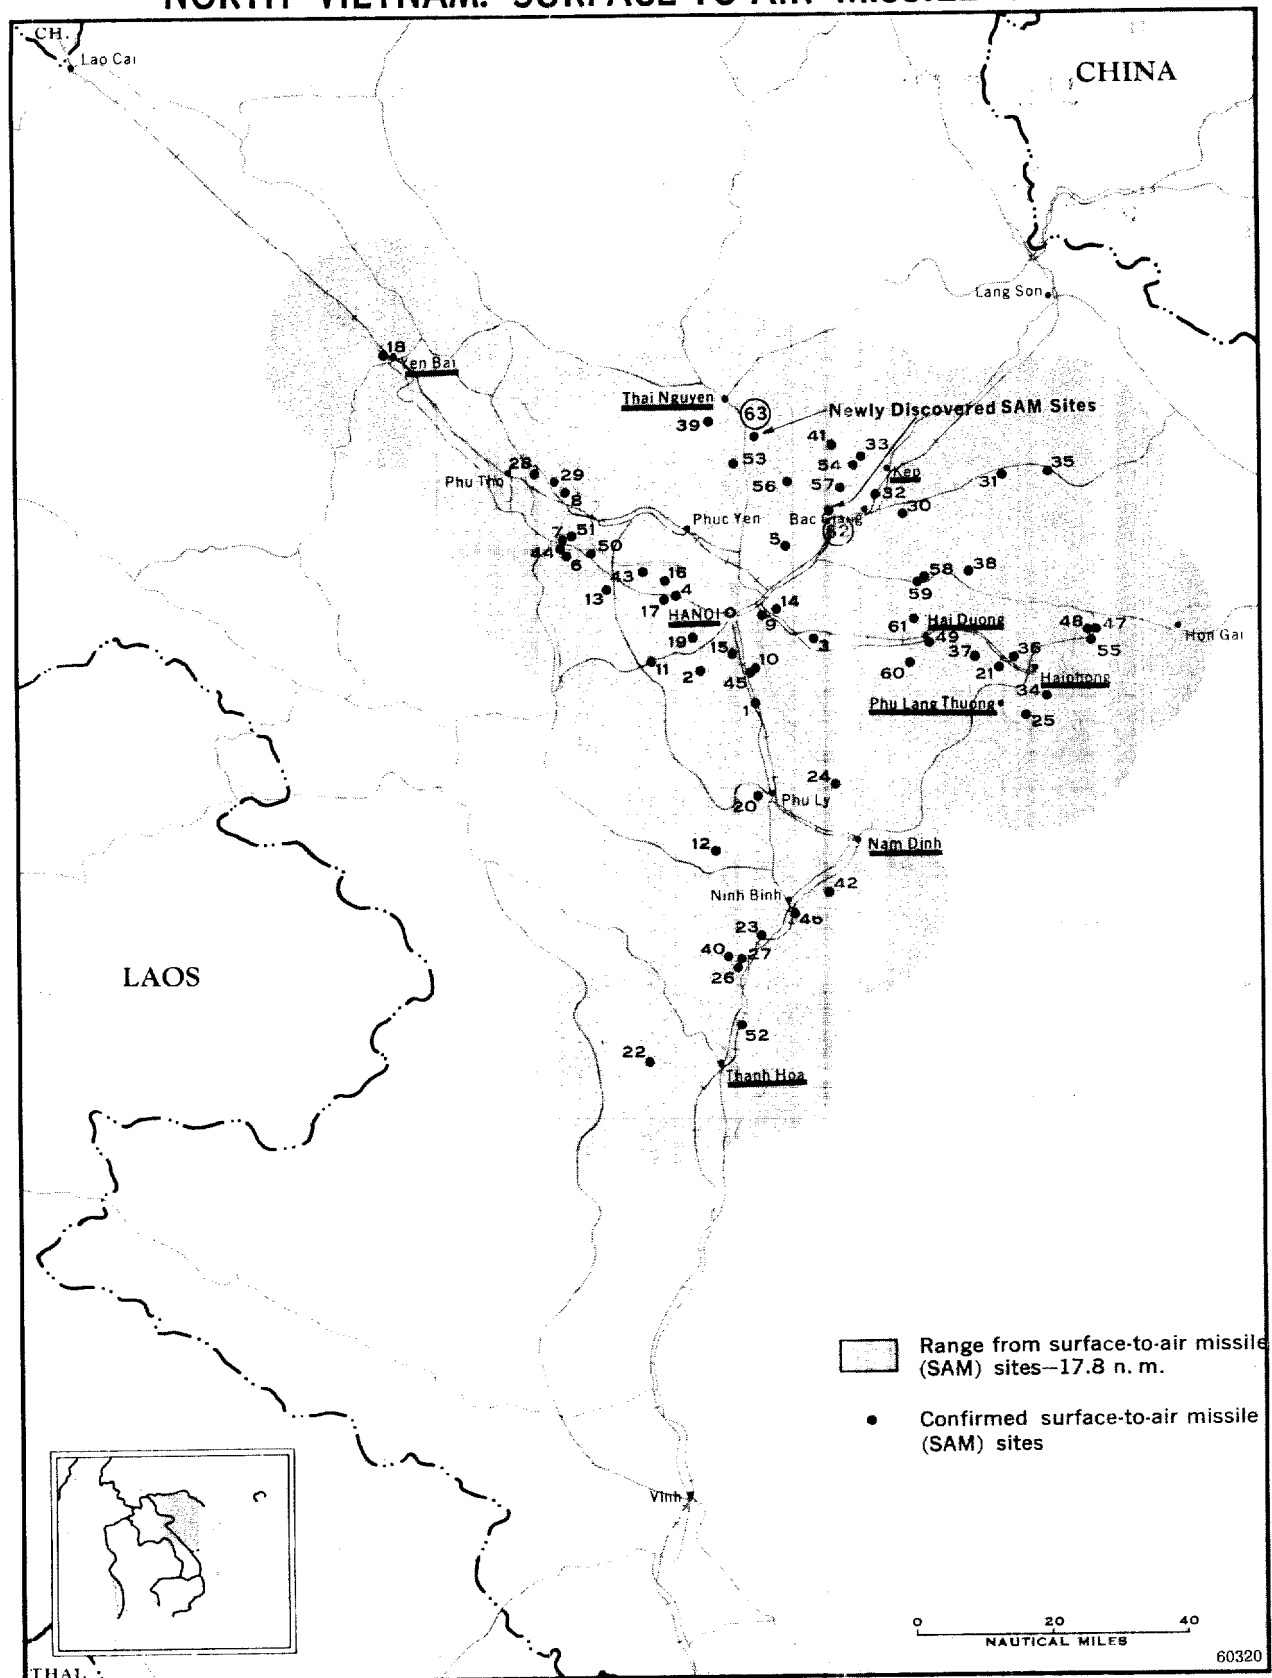 NORTH VIETNAM: SURFACE-TO-AIR MISSILE
CH.
Lao Cai
CHINA
Lang Son
18
Yen Bai
Thai Nguyen
63
Newly Discovered SAM Sites
39
41
33
53
54
Kep
35
28
29
Phu Tho
56
57
31
8
32
30
Phuc Yen
Bac Giang
62
7
51
5
44
50
6
58
38
43
16
59
13
4
17
14
HANOI
9
61
Hai Duong
48
47
Hon Gai
19
3
49
55
15
37
36
11
10
60
21
2
45
Haiphong
34
1
Phu Lang Thuong
25
24
20
Phu Ly
12
Nam Dinh
42
Ninh Binh
46
23
40
27
LAOS
26
52
22
Thanh Hoa
Range from surface-to-air missile
(SAM) sites—17.8 n. m.
Confirmed surface-to-air missile
(SAM) sites
Vinh
0 20 40
NAUTICAL MILES
60320
THAI.